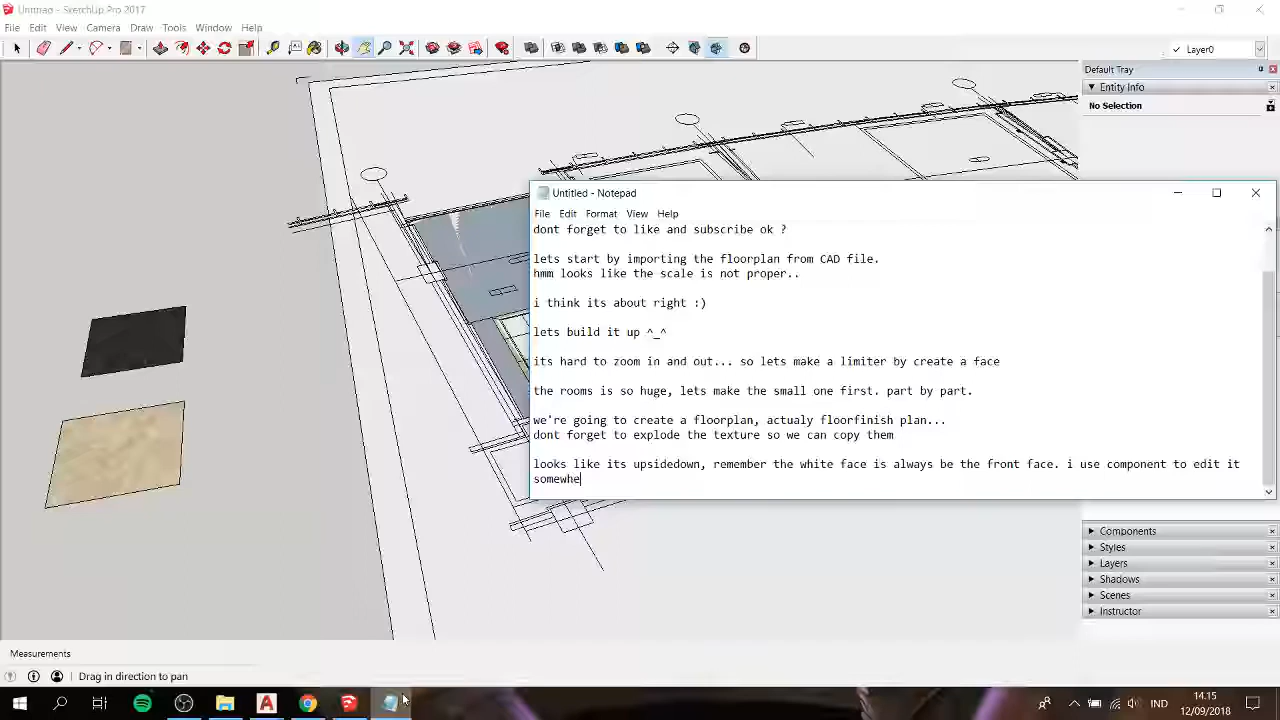 Untitled - SketchUp Pro 2017
File Edit View Camera Draw Tools Window Help
Layer0
Default Tray
Entity Info
No Selection
Untitled - Notepad
File Edit Format View Help
dont forget to like and subscribe ok ?
lets start by importing the floorplan from CAD file.
hmm looks like the scale is not proper..
i think its about right :)
lets build it up ^_^
its hard to zoom in and out... so lets make a limiter by create a face
the rooms is so huge, lets make the small one first. part by part.
we're going to create a floorplan, actualy floorfinish plan...
dont forget to explode the texture so we can copy them
looks like its upsidedown, remember the white face is always be the front face. i use component to edit it
somewhe
Components
Styles
Layers
Shadows
Scenes
Instructor
Measurements
Drag in direction to pan
IND
14.15
12/09/2018